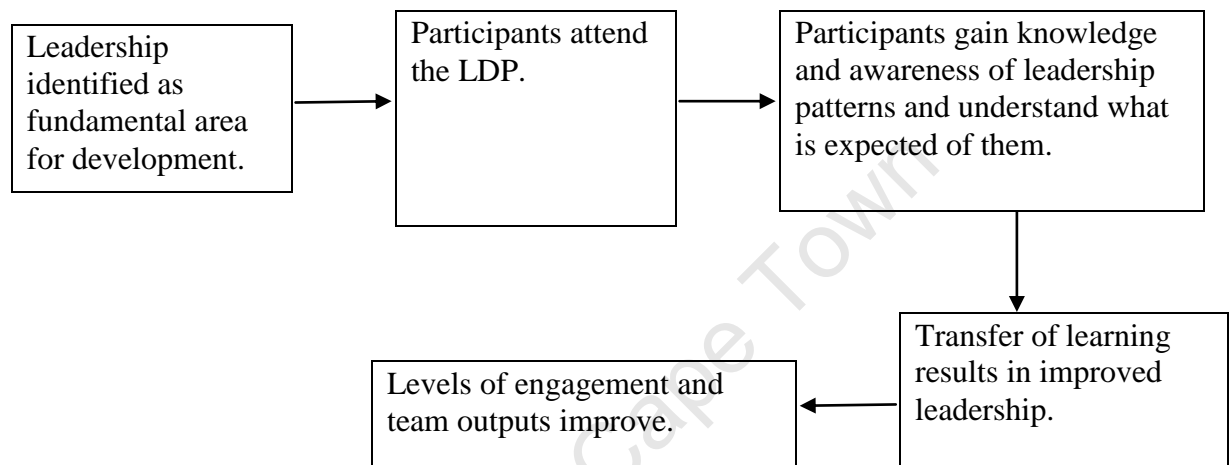 Leadership
identified as
fundamental area
for development.
Participants attend
the LDP.
Participants gain knowledge
and awareness of leadership
patterns and understand what
is expected of them.
Transfer of learning
results in improved
leadership.
Levels of engagement and
team outputs improve.
Cape Town